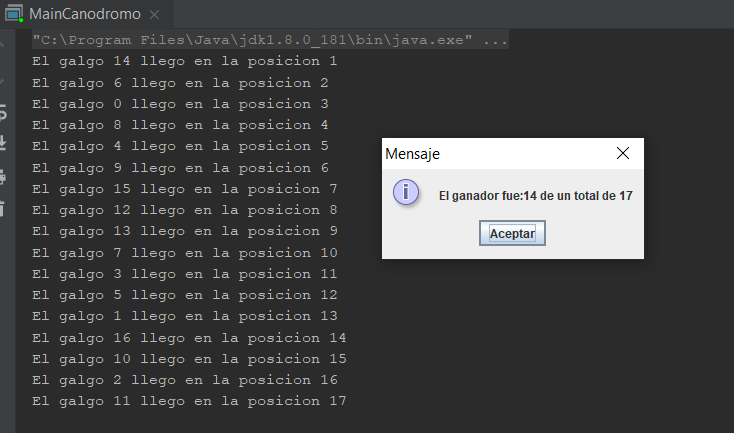 MainCanodromo
"C:\Program Files\Java\jdk1.8.0_181\bin\java.exe" ...
El galgo 14 llego en la posicion 1
El galgo 6 llego en la posicion 2
El galgo 0 llego en la posicion 3
El galgo 8 llego en la posicion 4
El galgo 4 llego en la posicion 5
El galgo 9 llego en la posicion 6
El galgo 15 llego en la posicion 7
El galgo 12 llego en la posicion 8
El galgo 13 llego en la posicion 9
El galgo 7 llego en la posicion 10
El galgo 3 llego en la posicion 11
El galgo 5 llego en la posicion 12
El galgo 1 llego en la posicion 13
El galgo 16 llego en la posicion 14
El galgo 10 llego en la posicion 15
El galgo 2 llego en la posicion 16
El galgo 11 llego en la posicion 17
Mensaje
El ganador fue:14 de un total de 17
Aceptar